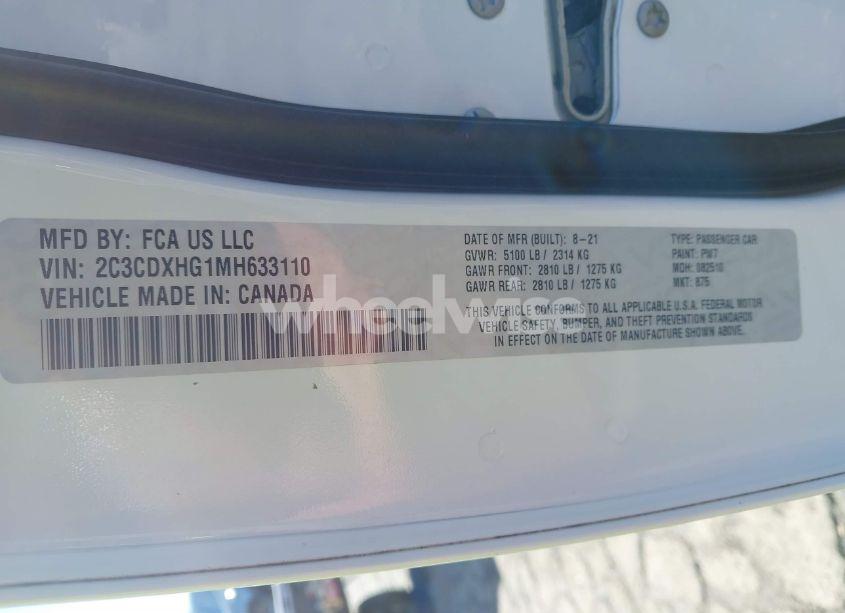 MFD BY: FCA US LLC
VIN: 2C3CDXHG1MH633110
VEHICLE MADE IN: CANADA
DATE OF MFR (BUILT): 8-21
GVWR: 5100 LB / 2314 KG
GAWR FRONT: 2810 LB / 1275 KG
GAWR REAR: 2810 LB / 1275 KG
TYPE: PASSENGER CAR
PAINT: PW7
MDH: 082510
MKT: 875
THIS VEHICLE CONFORMS TO ALL APPLICABLE U.S.A. FEDERAL MOTOR
VEHICLE SAFETY, BUMPER, AND THEFT PREVENTION STANDARDS
IN EFFECT ON THE DATE OF MANUFACTURE SHOWN ABOVE.
wheelwise